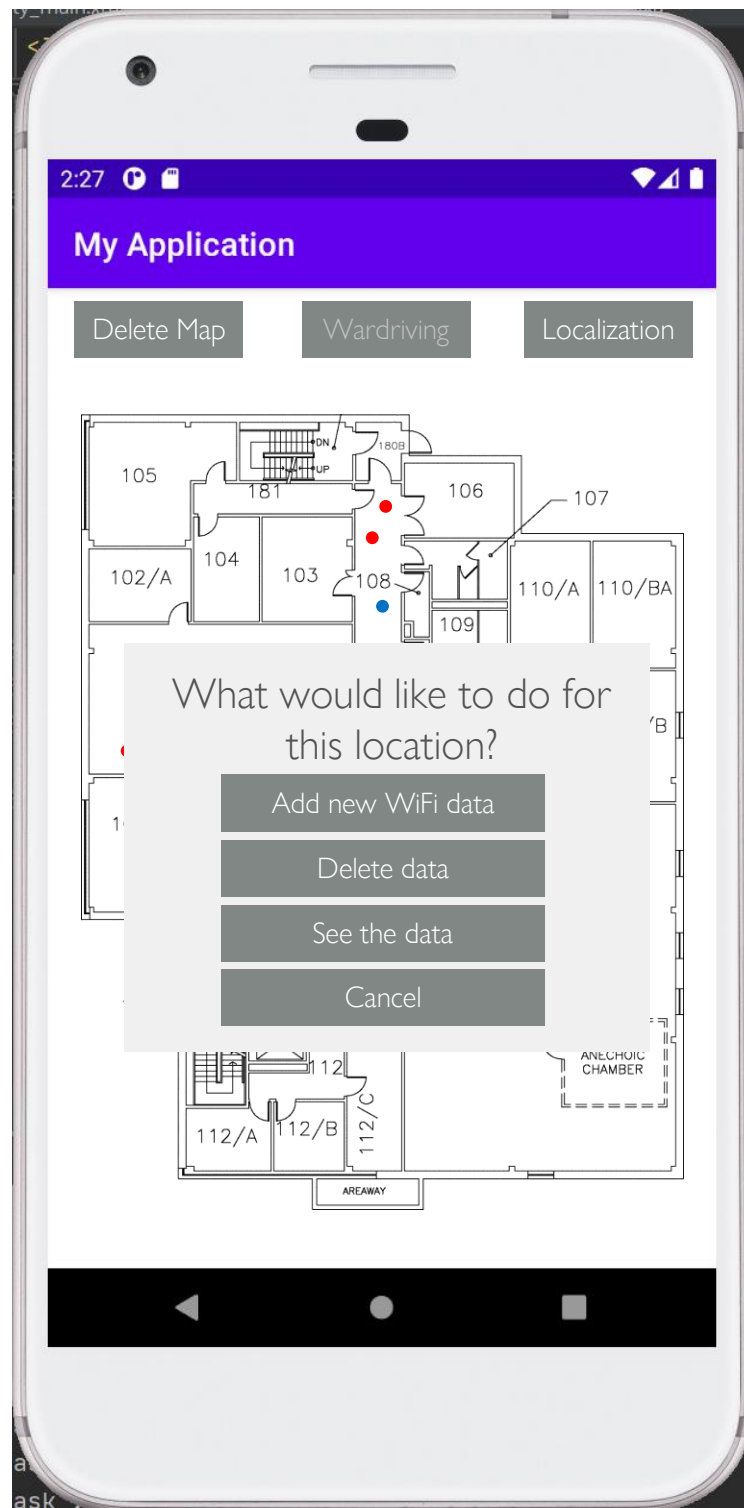 2:27
My Application
Delete Map
Wardriving
Localization
DN
UP
180B
105
181
106
107
104
102/A
103
108
110/A
110/BA
109
What would like to do for
this location?
Add new WiFi data
Delete data
See the data
Cancel
ANECHOIC
CHAMBER
112
112/A
112/B
112/C
AREAWAY
ask